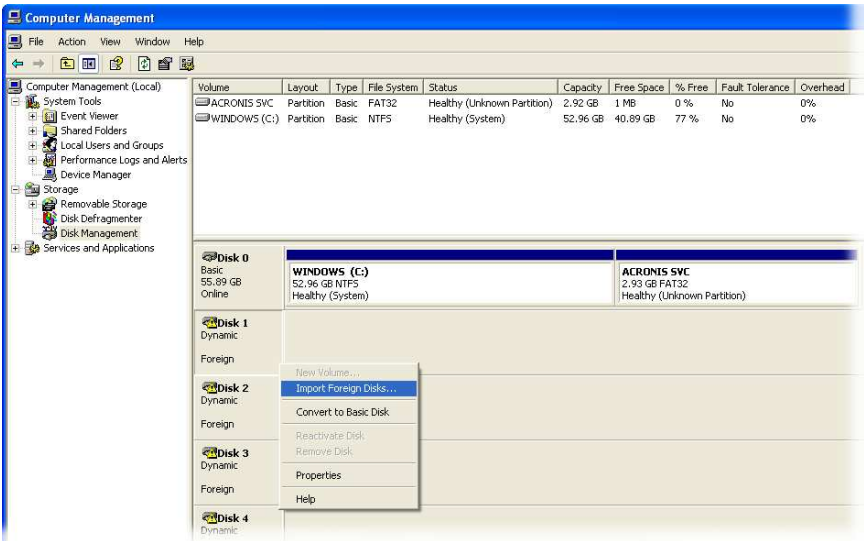 Computer Management
File Action View Window Help
Computer Management (Local)
System Tools
Event Viewer
Shared Folders
Local Users and Groups
Performance Logs and Alerts
Device Manager
Storage
Removable Storage
Disk Defragmenter
Disk Management
Services and Applications
Volume Layout Type File System Status Capacity Free Space % Free Fault Tolerance Overhead
ACRONIS SVC Partition Basic FAT32 Healthy (Unknown Partition) 2.92 GB 1 MB 0 % No 0%
WINDOWS (C:) Partition Basic NTFS Healthy (System) 52.96 GB 40.89 GB 77 % No 0%
Disk 0
Basic
55.89 GB
Online
WINDOWS (C:)
52.96 GB NTFS
Healthy (System)
ACRONIS SVC
2.93 GB FAT32
Healthy (Unknown Partition)
Disk 1
Dynamic
Foreign
Disk 2
Dynamic
Foreign
Disk 3
Dynamic
Foreign
Disk 4
Dynamic
New Volume...
Import Foreign Disks...
Convert to Basic Disk
Reactivate Disk
Remove Disk
Properties
Help